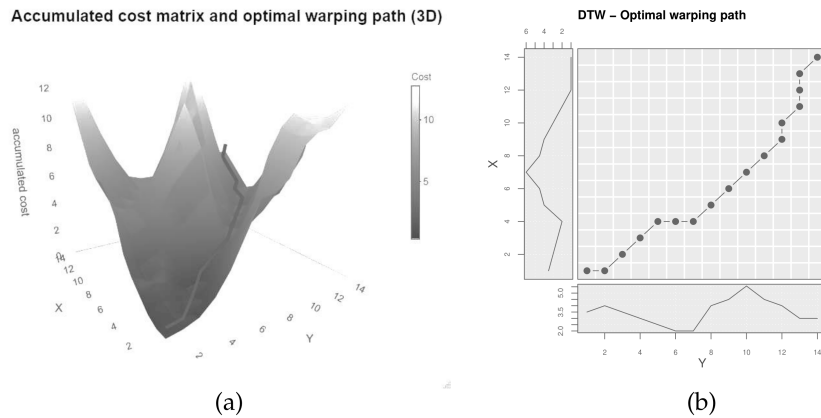 Accumulated cost matrix and optimal warping path (3D)
Cost
10
5
accumulated cost
12
10
8
6
4
2
0
14
12
10
8
6
4
2
X
2
4
6
8
10
12
14
Y
(a)
DTW – Optimal warping path
6 4 2
14
12
10
8
6
4
2
X
5.0
3.5
2.0
2 4 6 8 10 12 14
Y
(b)